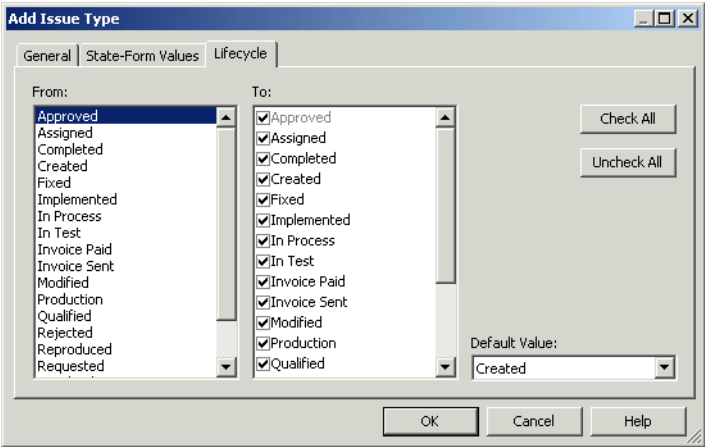 Add Issue Type
General State-Form Values Lifecycle
From:
Approved
Assigned
Completed
Created
Fixed
Implemented
In Process
In Test
Invoice Paid
Invoice Sent
Modified
Production
Qualified
Rejected
Reproduced
Requested
To:
Approved
Assigned
Completed
Created
Fixed
Implemented
In Process
In Test
Invoice Paid
Invoice Sent
Modified
Production
Qualified
Check All
Uncheck All
Default Value:
Created
OK Cancel Help